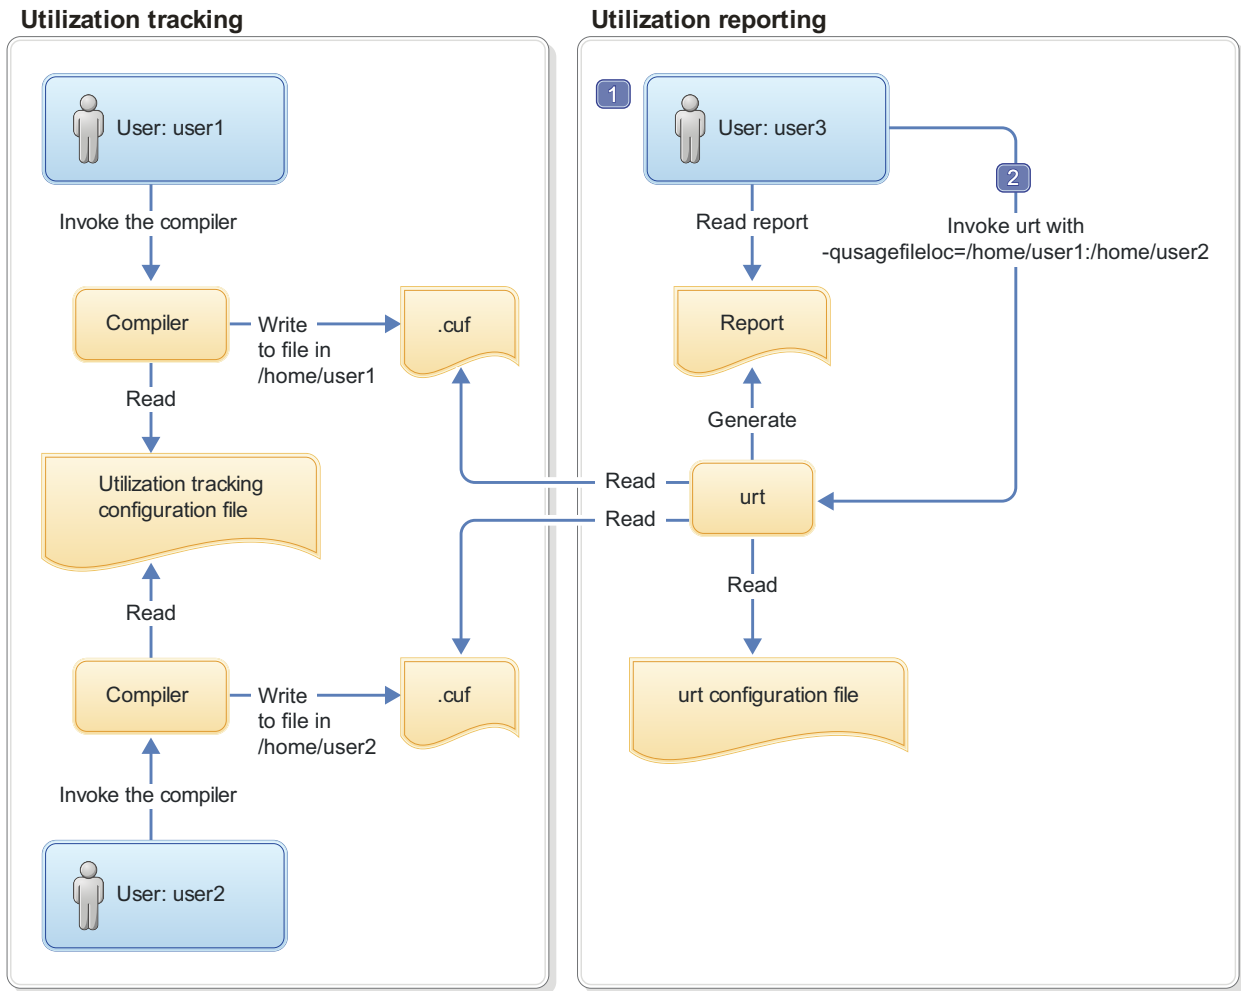 Utilization tracking
User: user1
Invoke the compiler
Compiler
Write
to file in
/home/user1
.cuf
Read
Utilization tracking
configuration file
Read
Compiler
Write
to file in
/home/user2
.cuf
Invoke the compiler
User: user2
Utilization reporting
1
User: user3
2
Read report
Invoke urt with
-qusagefileloc=/home/user1:/home/user2
Report
Generate
Read
Read
urt
Read
urt configuration file